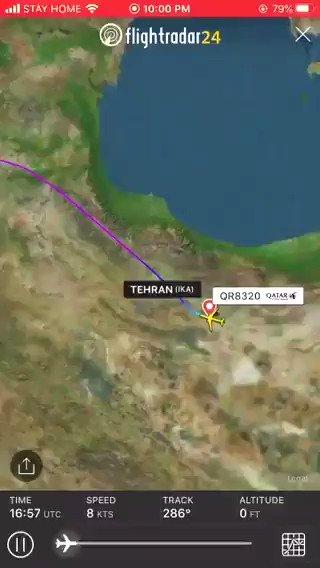 STAY HOME 10:00 PM 79%
flightradar24
TEHRAN (IKA)
QR8320 QATAR
TIME SPEED TRACK ALTITUDE
16:57 UTC 8 KTS 286° 0 FT